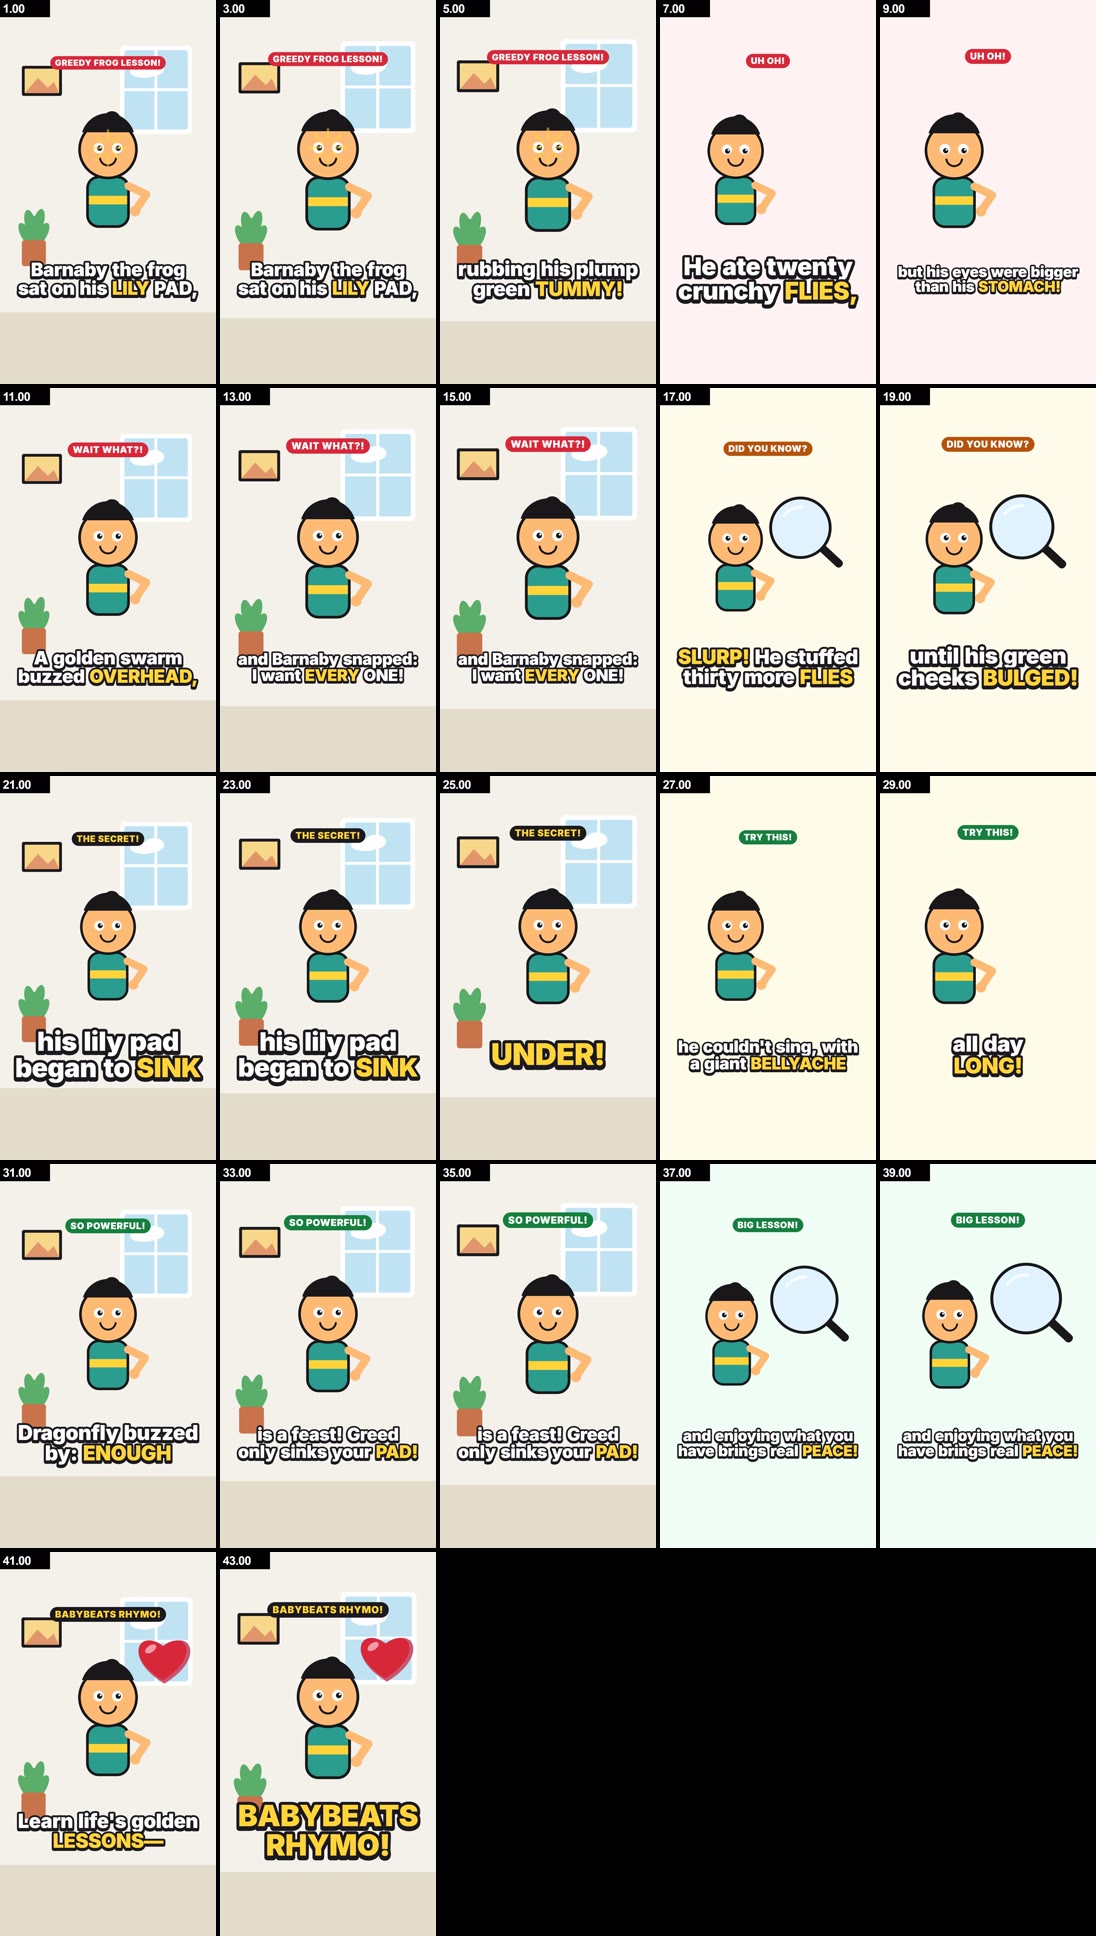 1.00
GREEDY FROG LESSON!
Barnaby the frog
sat on his LILY PAD,
3.00
GREEDY FROG LESSON!
Barnaby the frog
sat on his LILY PAD,
5.00
GREEDY FROG LESSON!
rubbing his plump
green TUMMY!
7.00
UH OH!
He ate twenty
crunchy FLIES,
9.00
UH OH!
but his eyes were bigger
than his STOMACH!
11.00
WAIT WHAT?!
A golden swarm
buzzed OVERHEAD,
13.00
WAIT WHAT?!
and Barnaby snapped:
I want EVERY ONE!
15.00
WAIT WHAT?!
and Barnaby snapped:
I want EVERY ONE!
17.00
DID YOU KNOW?
SLURP! He stuffed
thirty more FLIES
19.00
DID YOU KNOW?
until his green
cheeks BULGED!
21.00
THE SECRET!
his lily pad
began to SINK
23.00
THE SECRET!
his lily pad
began to SINK
25.00
THE SECRET!
UNDER!
27.00
TRY THIS!
he couldn't sing, with
a giant BELLYACHE
29.00
TRY THIS!
all day
LONG!
31.00
SO POWERFUL!
Dragonfly buzzed
by: ENOUGH
33.00
SO POWERFUL!
is a feast! Greed
only sinks your PAD!
35.00
SO POWERFUL!
is a feast! Greed
only sinks your PAD!
37.00
BIG LESSON!
and enjoying what you
have brings real PEACE!
39.00
BIG LESSON!
and enjoying what you
have brings real PEACE!
41.00
BABYBEATS RHYMO!
Learn life's golden
LESSONS—
43.00
BABYBEATS RHYMO!
BABYBEATS
RHYMO!